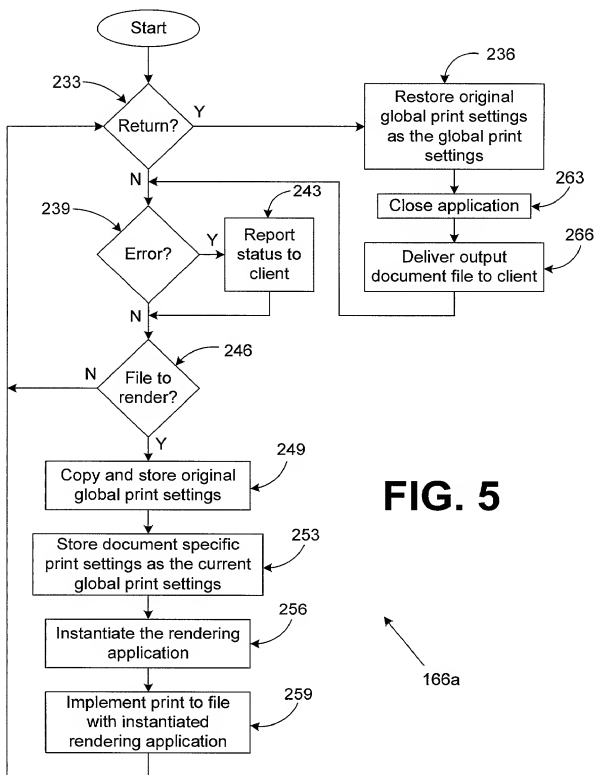 Start
233
Return?
Y
N
236
Restore original
global print settings
as the global print
settings
263
Close application
266
Deliver output
document file to client
239
Error?
Y
N
243
Report
status to
client
246
File to
render?
N
Y
249
Copy and store original
global print settings
253
Store document specific
print settings as the current
global print settings
256
Instantiate the rendering
application
259
Implement print to file
with instantiated
rendering application
FIG. 5
166a